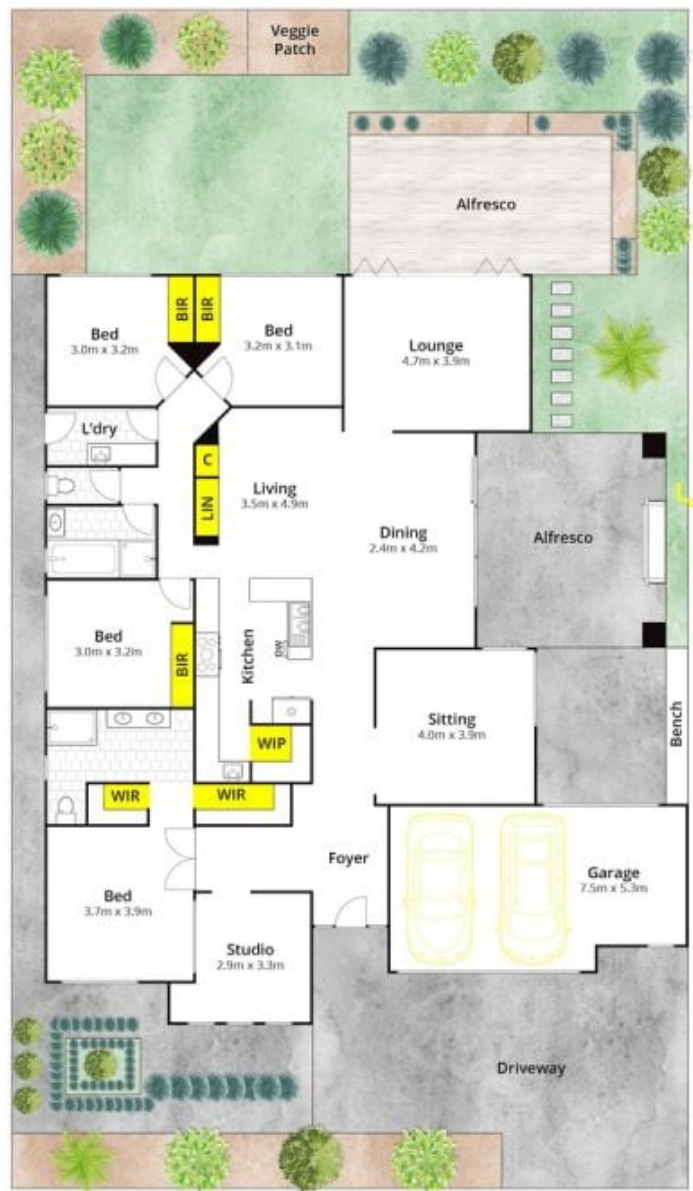 Veggie
Patch
Alfresco
Bed
3.0m x 3.2m
BIR
BIR
Bed
3.2m x 3.1m
Lounge
4.7m x 3.9m
L'dry
C
LIN
Living
3.5m x 4.9m
Dining
2.4m x 4.2m
Alfresco
Bed
3.0m x 3.2m
BIR
Kitchen
DW
WIP
Sitting
4.0m x 3.9m
Bench
WIR
WIR
Foyer
Garage
7.5m x 5.3m
Bed
3.7m x 3.9m
Studio
2.9m x 3.3m
Driveway